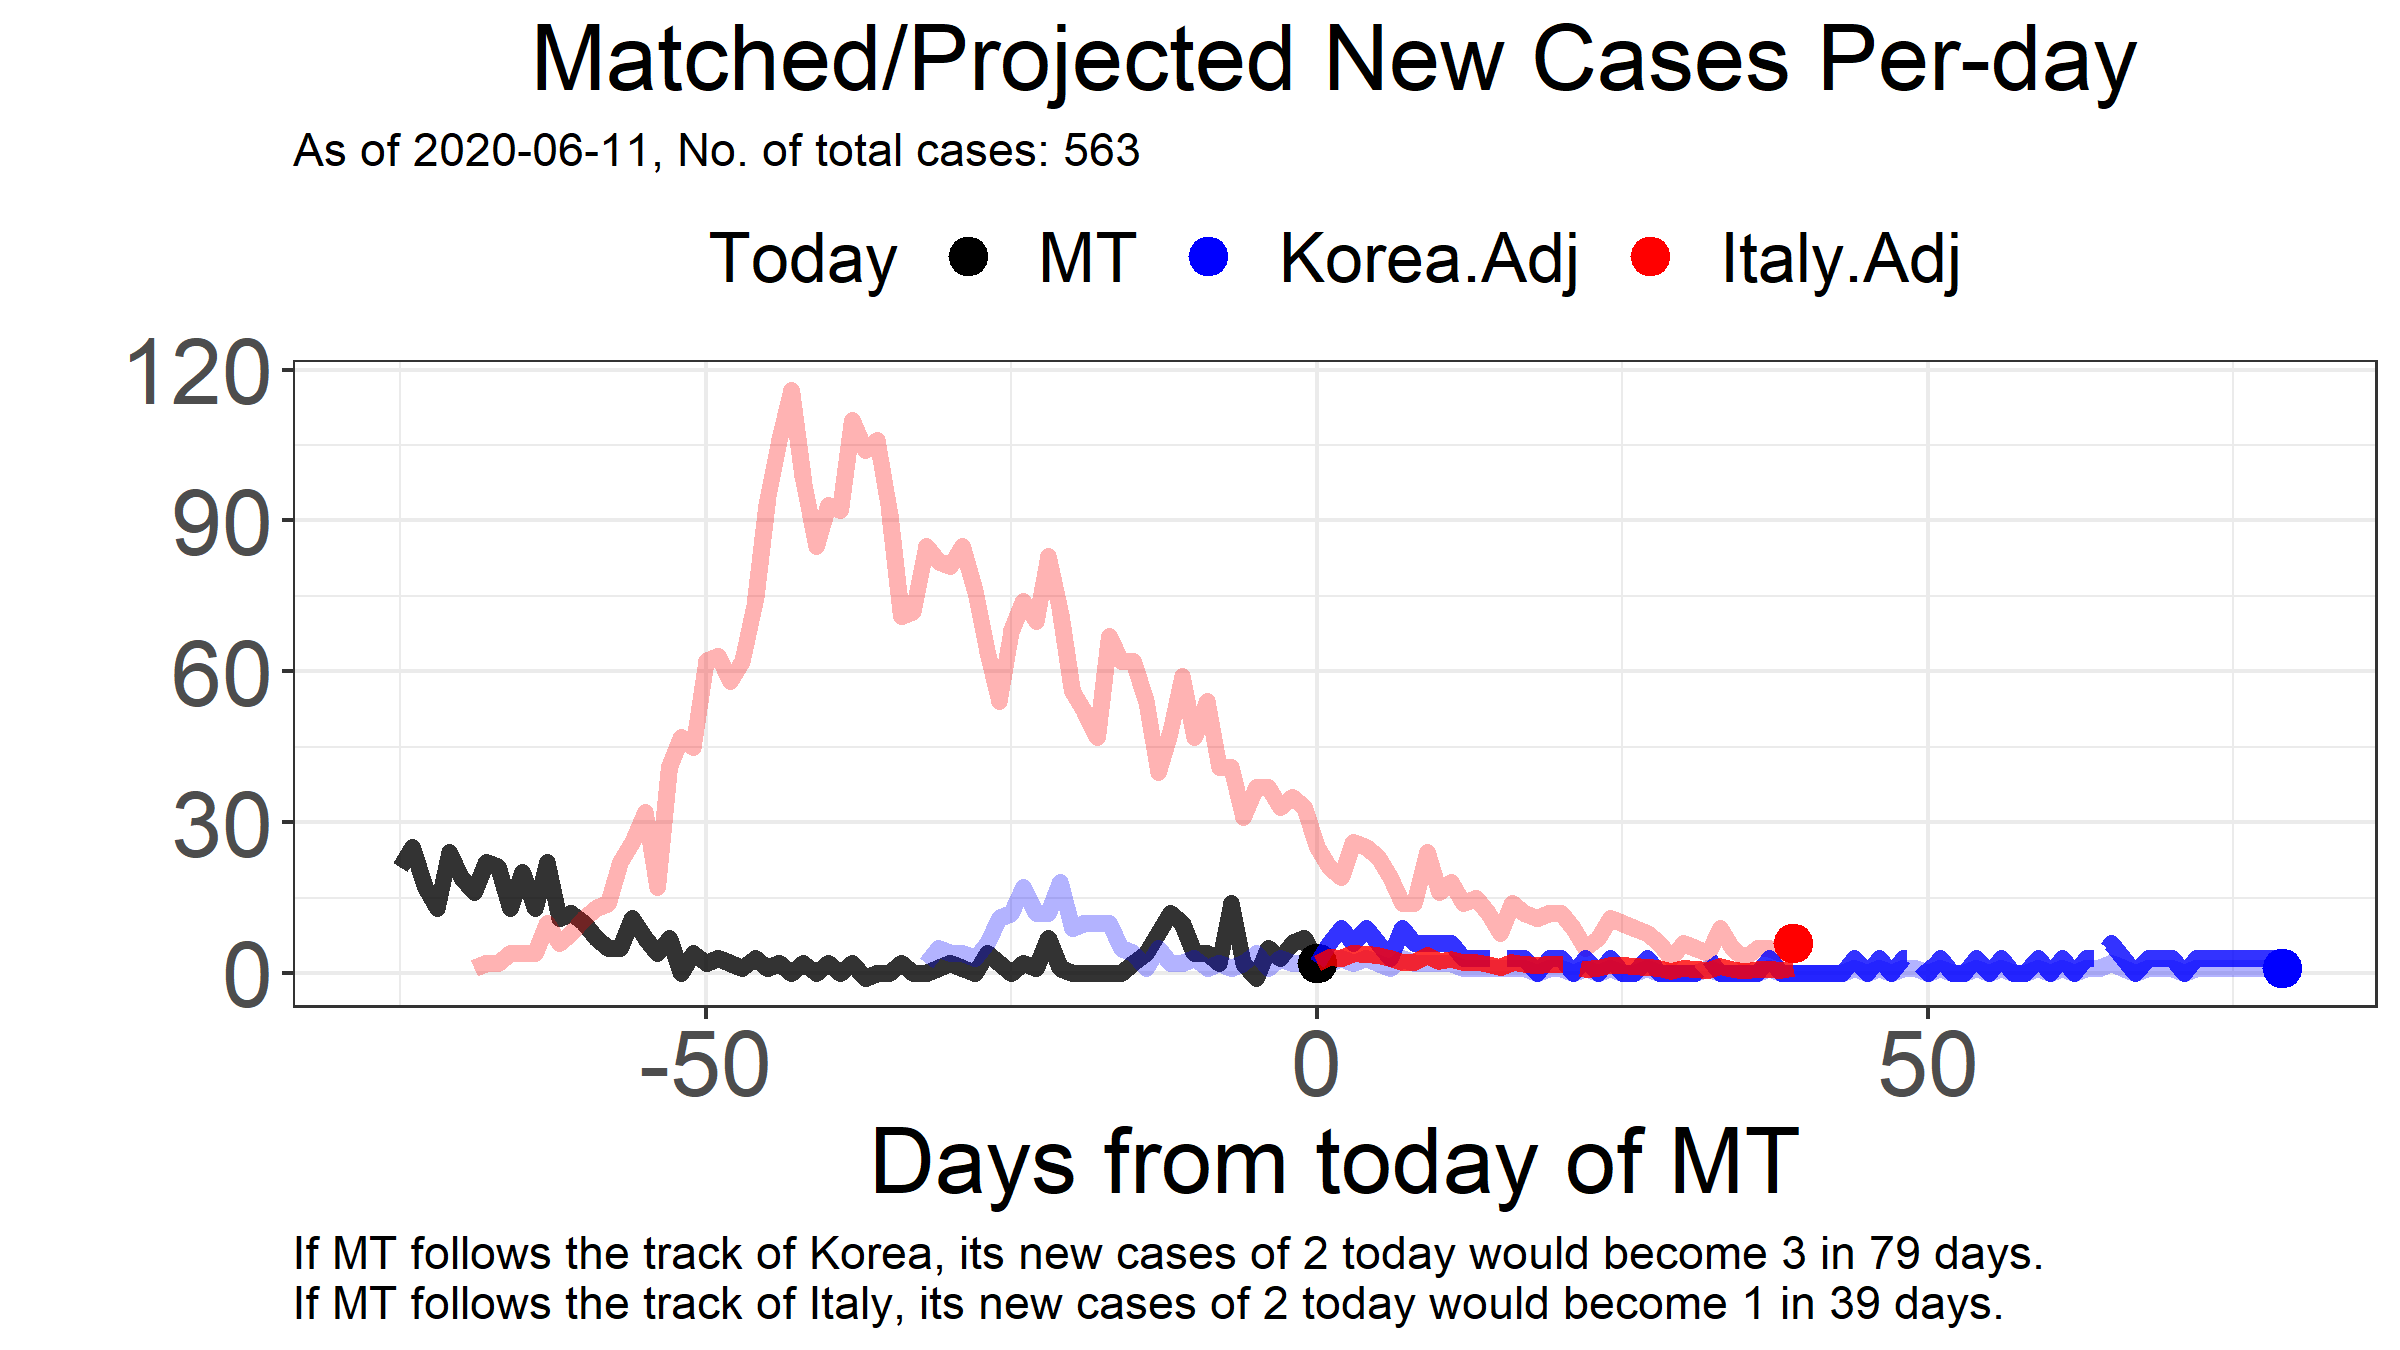 Matched/Projected New Cases Per-day
As of 2020-06-11, No. of total cases: 563
Today MT Korea.Adj Italy.Adj
120
90
60
30
0
-50 0 50
Days from today of MT
If MT follows the track of Korea, its new cases of 2 today would become 3 in 79 days.
If MT follows the track of Italy, its new cases of 2 today would become 1 in 39 days.